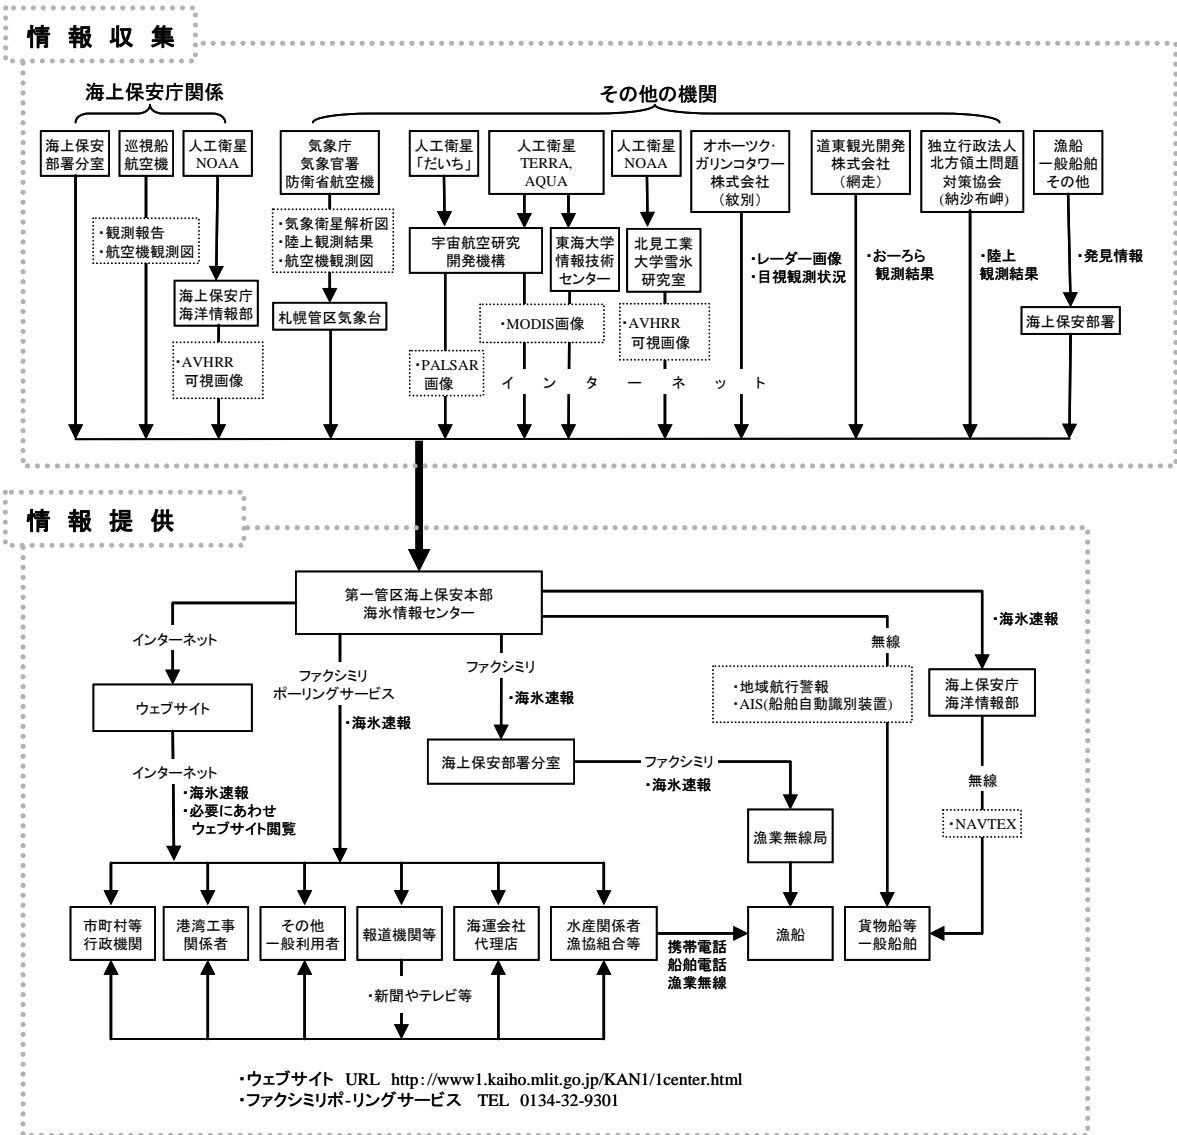 情報収集
海上保安庁関係
その他の機関
海上保安
部署分室
巡視船
航空機
人工衛星
NOAA
気象庁
気象官署
防衛省航空機
人工衛星
「だいち」
人工衛星
TERRA,
AQUA
人工衛星
NOAA
オホーツク・
ガリンコタワー
株式会社
(紋別)
道東観光開発
株式会社
(網走)
独立行政法人
北方領土問題
対策協会
(納沙布岬)
漁船
一般船舶
その他
・観測報告
・航空機観測図
・気象衛星解析図
・陸上観測結果
・航空機観測図
宇宙航空研究
開発機構
東海大学
情報技術
センター
北見工業
大学雪氷
研究室
・レーダー画像
・目視観測状況
・おーろら
観測結果
・陸上
観測結果
・発見情報
海上保安庁
海洋情報部
札幌管区気象台
・MODIS画像
・AVHRR
可視画像
海上保安部署
・AVHRR
可視画像
・PALSAR
画像
インターネット
情報提供
第一管区海上保安本部
海氷情報センター
インターネット
ファクシミリ
ポーリングサービス
ファクシミリ
無線
・海氷速報
ウェブサイト
・海氷速報
・海氷速報
・地域航行警報
・AIS(船舶自動識別装置)
海上保安庁
海洋情報部
海上保安部署分室
ファクシミリ
・海氷速報
インターネット
・海氷速報
・必要にあわせ
ウェブサイト閲覧
無線
・NAVTEX
漁業無線局
市町村等
行政機関
港湾工事
関係者
その他
一般利用者
報道機関等
海運会社
代理店
水産関係者
漁協組合等
携帯電話
船舶電話
漁業無線
漁船
貨物船等
一般船舶
・新聞やテレビ等
・ウェブサイト URL http://www1.kaiho.mlit.go.jp/KAN1/1center.html
・ファクシミリポ-リングサービス TEL 0134-32-9301